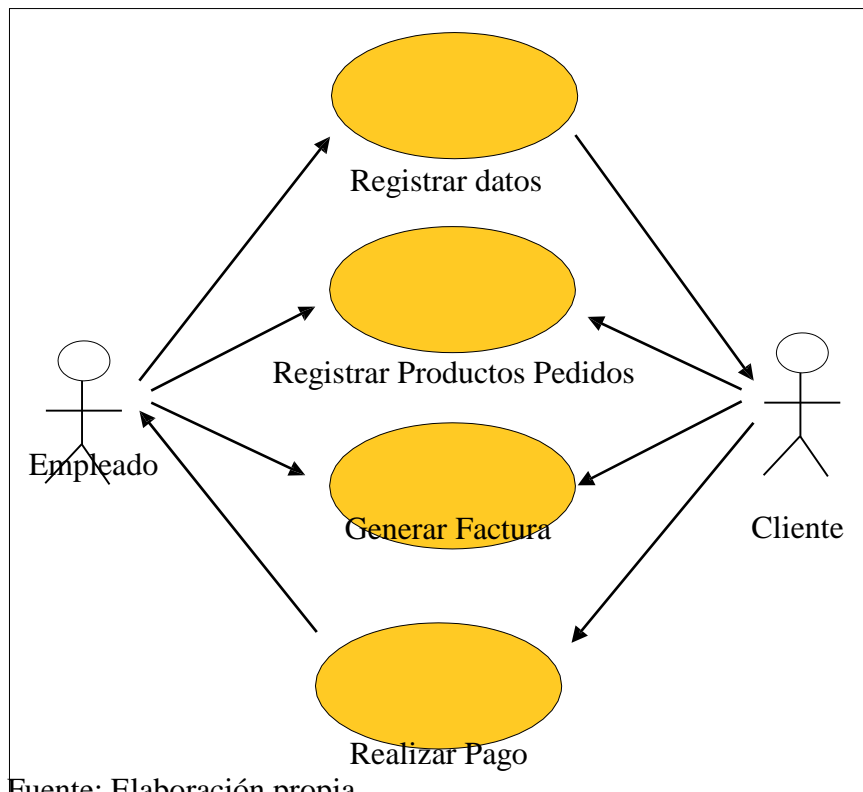 Registrar datos
Registrar Productos Pedidos
Empleado
Generar Factura
Cliente
Realizar Pago
Fuente: Elaboración propia